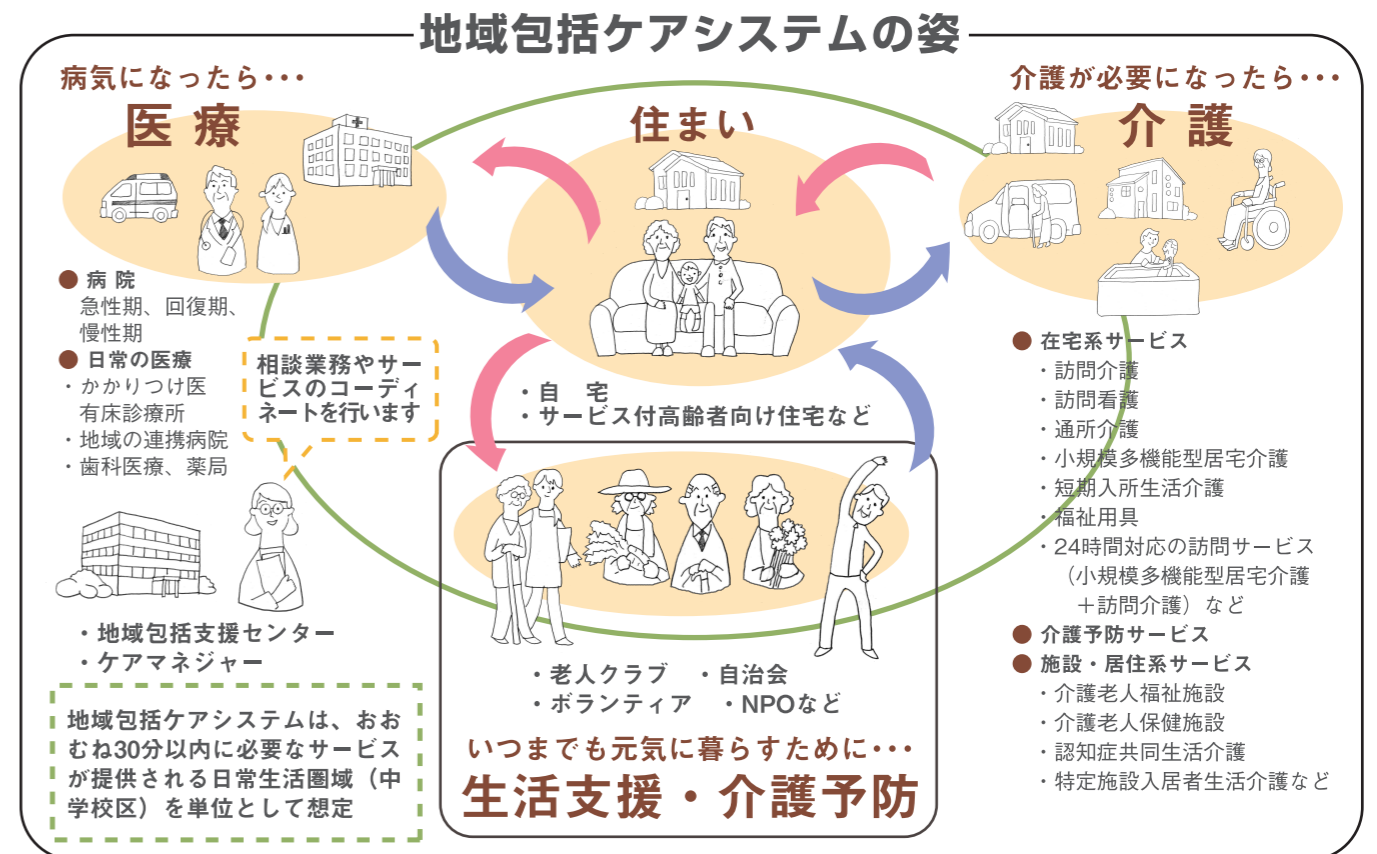 地域包括ケアシステムの姿
病気になったら･･･
医療
● 病院
急性期、回復期、
慢性期
● 日常の医療
・かかりつけ医
有床診療所
・地域の連携病院
・歯科医療、薬局
相談業務やサー
ビスのコーディ
ネートを行います
・地域包括支援センター
・ケアマネジャー
地域包括ケアシステムは、おお
むね30分以内に必要なサービス
が提供される日常生活圏域（中
学校区）を単位として想定
住まい
・自　宅
・サービス付高齢者向け住宅など
・老人クラブ　・自治会
・ボランティア　・NPOなど
いつまでも元気に暮らすために･･･
生活支援・介護予防
介護が必要になったら･･･
介護
● 在宅系サービス
・訪問介護
・訪問看護
・通所介護
・小規模多機能型居宅介護
・短期入所生活介護
・福祉用具
・24時間対応の訪問サービス
（小規模多機能型居宅介護
＋訪問介護）など
● 介護予防サービス
● 施設・居住系サービス
・介護老人福祉施設
・介護老人保健施設
・認知症共同生活介護
・特定施設入居者生活介護など